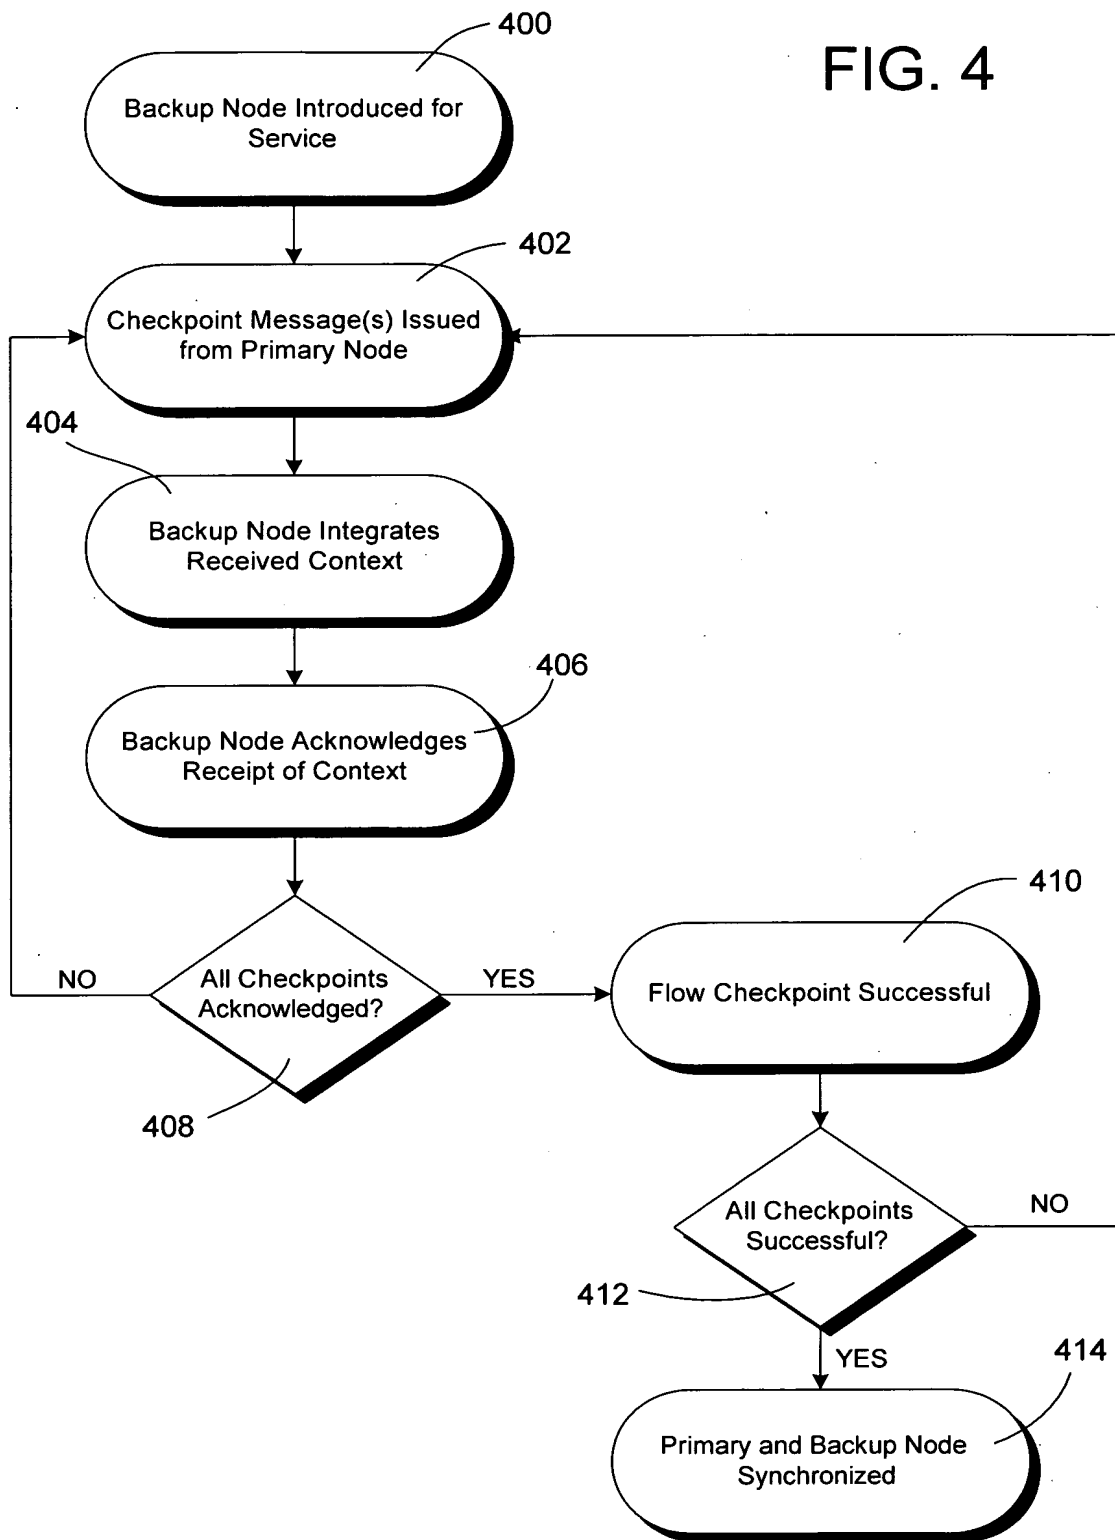 400
FIG. 4
Backup Node Introduced for
Service
402
Checkpoint Message(s) Issued
from Primary Node
404
Backup Node Integrates
Received Context
406
Backup Node Acknowledges
Receipt of Context
410
NO
All Checkpoints
Acknowledged?
YES
Flow Checkpoint Successful
408
All Checkpoints
Successful?
NO
412
YES
414
Primary and Backup Node
Synchronized